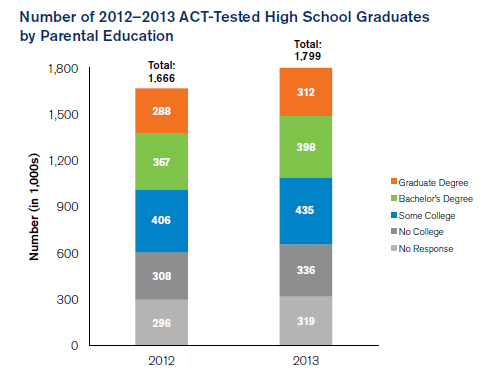 Number of 2012–2013 ACT-Tested High School Graduates
by Parental Education
Total:
1,799
Total:
1,666
1,800
1,500
1,200
900
600
300
0
Number (in 1,000s)
288
367
406
308
296
312
398
435
336
319
Graduate Degree
Bachelor's Degree
Some College
No College
No Response
2012
2013